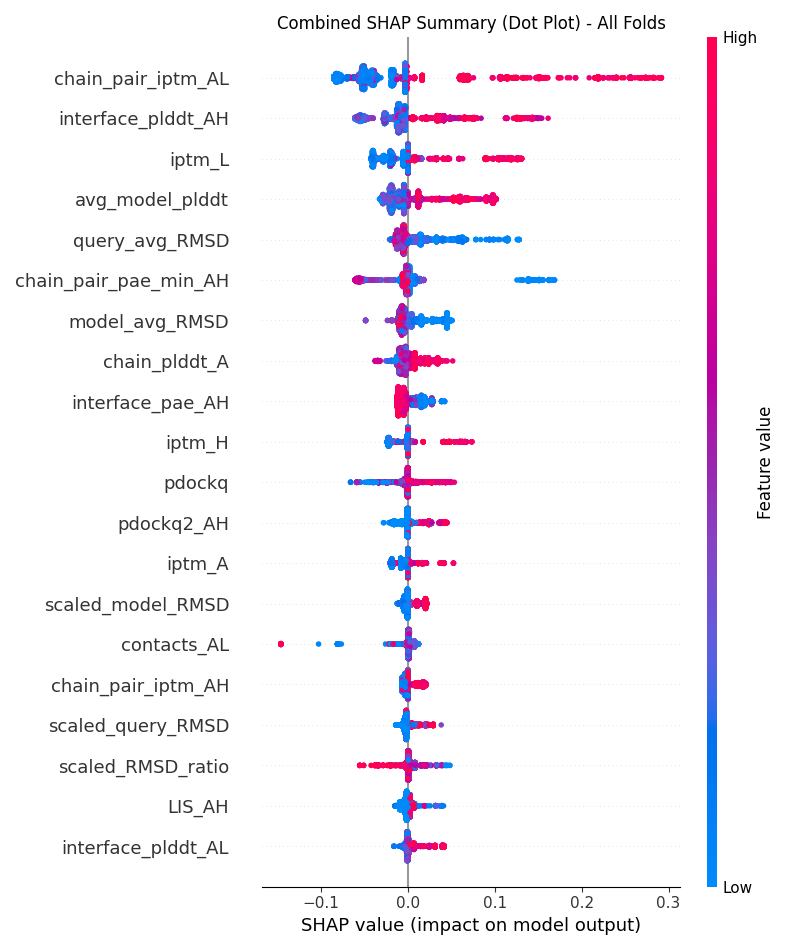 Combined SHAP Summary (Dot Plot) - All Folds
High
chain_pair_iptm_AL
interface_plddt_AH
iptm_L
avg_model_plddt
query_avg_RMSD
chain_pair_pae_min_AH
model_avg_RMSD
chain_plddt_A
interface_pae_AH
iptm_H
pdockq
pdockq2_AH
iptm_A
scaled_model_RMSD
contacts_AL
chain_pair_iptm_AH
scaled_query_RMSD
scaled_RMSD_ratio
LIS_AH
interface_plddt_AL
Feature value
Low
−0.1 0.0 0.1 0.2 0.3
SHAP value (impact on model output)